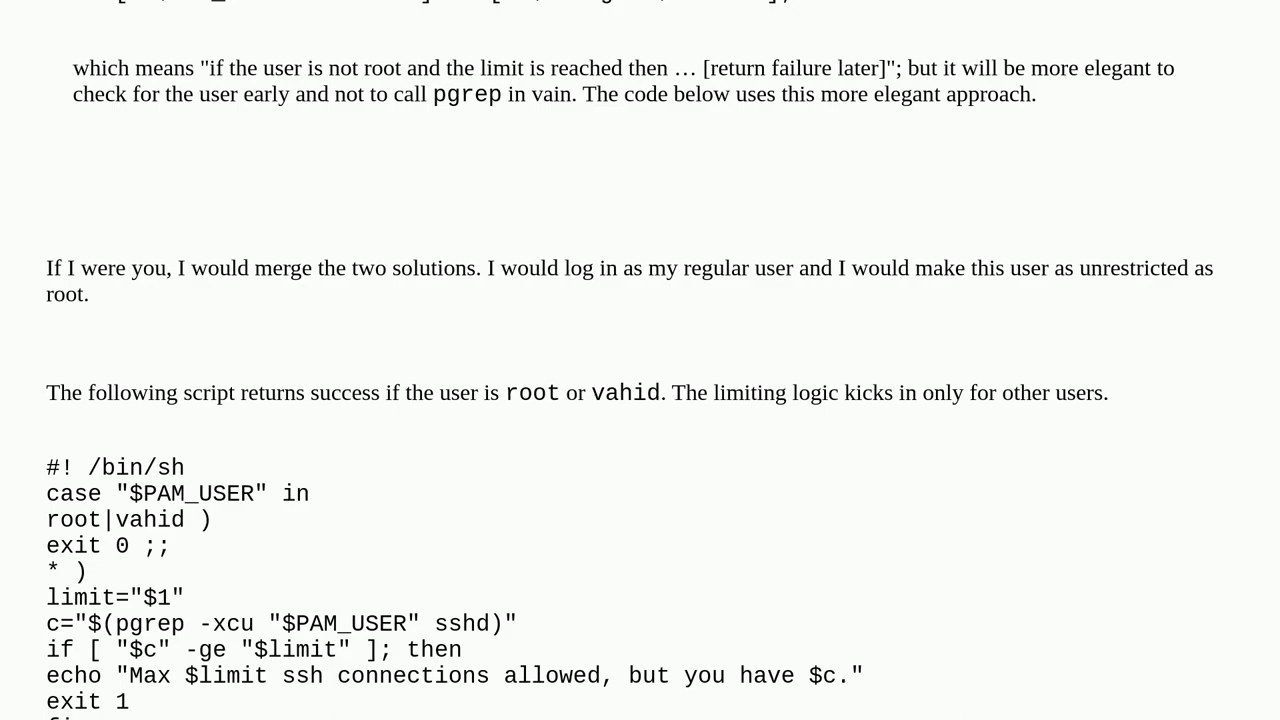 which means "if the user is not root and the limit is reached then … [return failure later]"; but it will be more elegant to
check for the user early and not to call pgrep in vain. The code below uses this more elegant approach.
If I were you, I would merge the two solutions. I would log in as my regular user and I would make this user as unrestricted as
root.
The following script returns success if the user is root or vahid. The limiting logic kicks in only for other users.
#! /bin/sh
case "$PAM_USER" in
root|vahid )
exit 0 ;;
* )
limit="$1"
c="$(pgrep -xcu "$PAM_USER" sshd)"
if [ "$c" -ge "$limit" ]; then
echo "Max $limit ssh connections allowed, but you have $c."
exit 1